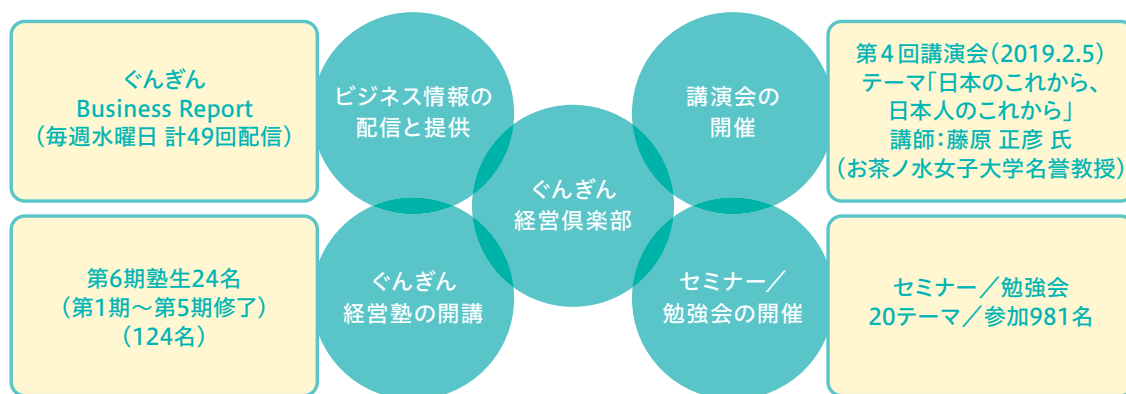 ぐんぎん
Business Report
（毎週水曜日 計49回配信）
ビジネス情報の
配信と提供
講演会の
開催
第4回講演会（2019.2.5）
テーマ「日本のこれから、
日本人のこれから」
講師：藤原 正彦 氏
（お茶ノ水女子大学名誉教授）
ぐんぎん
経営倶楽部
第6期塾生24名
（第1期～第5期修了）
（124名）
ぐんぎん
経営塾の開講
セミナー／
勉強会の開催
セミナー／勉強会
20テーマ／参加981名